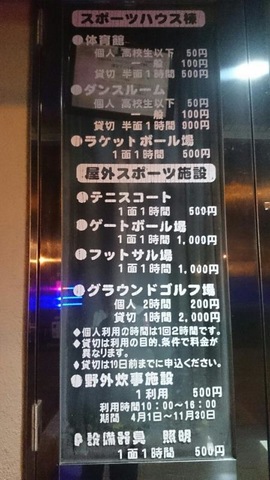 スポーツハウス棟
体育館
個人 高校生以下 50円
一般 100円
貸切 半面1時間 500円
ダンスルーム
個人 高校生以下 50円
一般 100円
貸切 半面1時間 300円
ラケットボール場
1面1時間 500円
屋外スポーツ施設
テニスコート
1面1時間 500円
ゲートボール場
1面1時間 1,000円
フットサル場
1面1時間 1,000円
グラウンドゴルフ場
個人 2時間 200円
貸切 1時間 2,000円
◆個人利用の時間は1回2時間です。
◆貸切は利用の目的、条件で料金が
異なります。
◆貸切は10日前までに申込ください。
野外炊事施設
1利用 500円
利用時間10:00～16:00
期間 4月1日～11月30日
設備器具 照明
1面1時間 500円